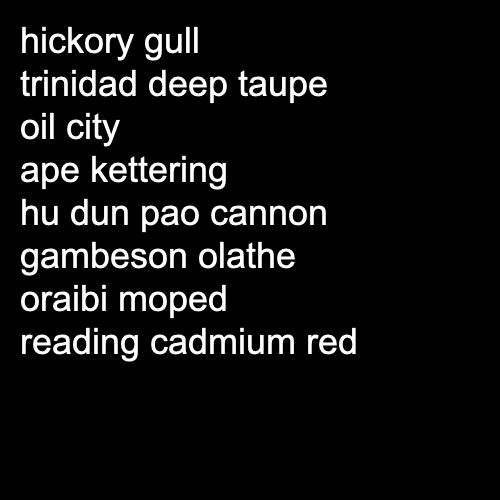 hickory gull
trinidad deep taupe
oil city
ape kettering
hu dun pao cannon
gambeson olathe
oraibi moped
reading cadmium red